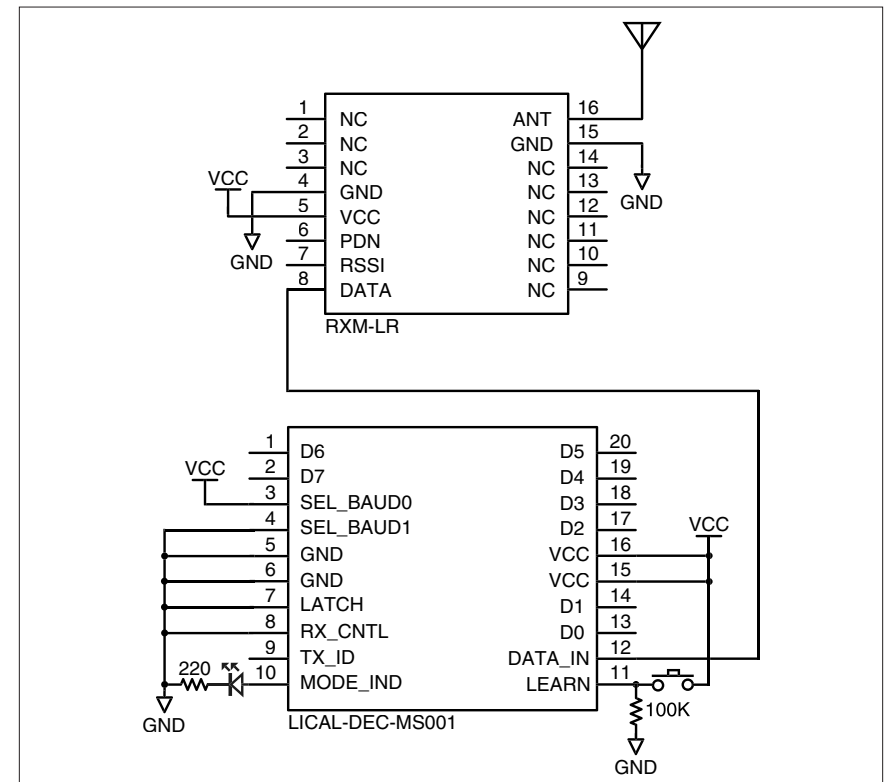 1 NC
2 NC
3 NC
4 GND
5 VCC
6 PDN
7 RSSI
8 DATA
ANT 16
GND 15
NC 14
NC 13
NC 12
NC 11
NC 10
NC 9
VCC
GND
GND
RXM-LR
1 D6
2 D7
3 SEL_BAUD0
4 SEL_BAUD1
5 GND
6 GND
7 LATCH
8 RX_CNTL
9 TX_ID
10 MODE_IND
D5 20
D4 19
D3 18
D2 17
VCC 16
VCC 15
D1 14
D0 13
DATA_IN 12
LEARN 11
VCC
VCC
220
GND
100K
GND
LICAL-DEC-MS001